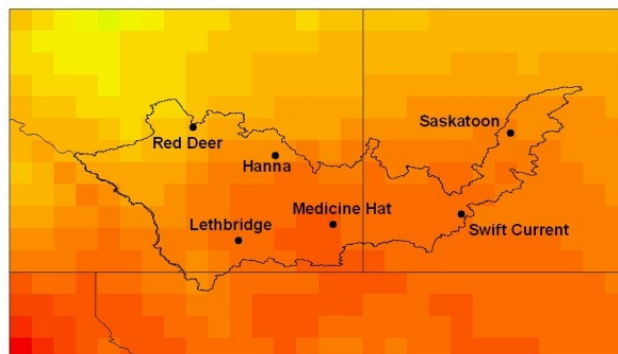 Saskatoon
Red Deer
Hanna
Medicine Hat
Lethbridge
Swift Current